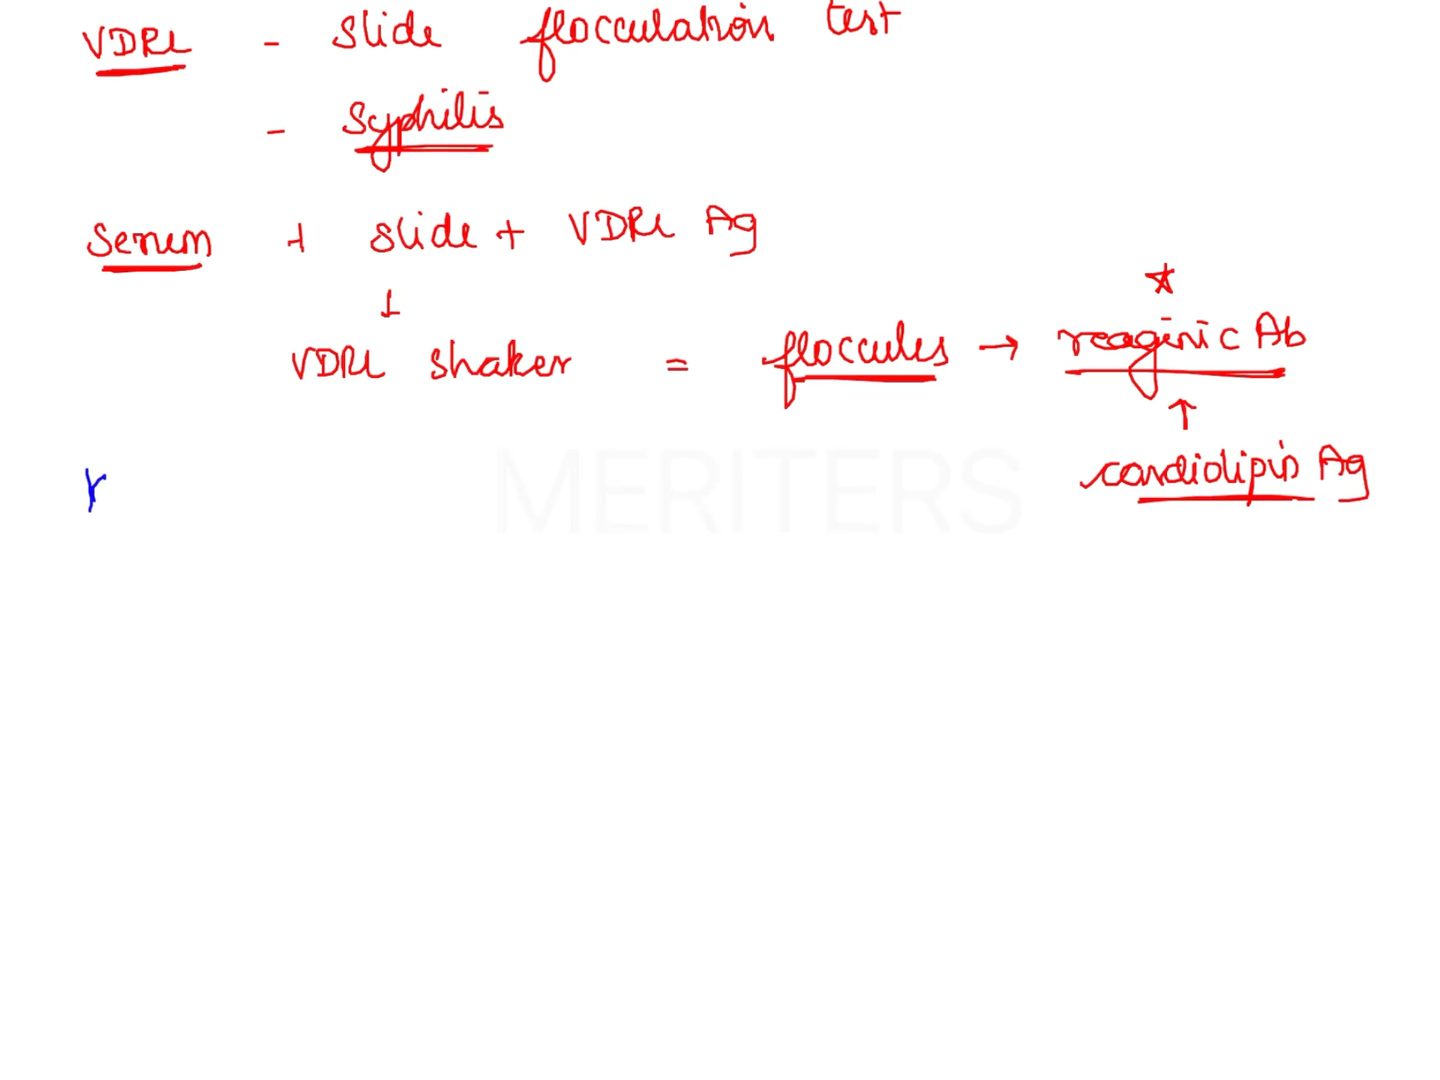 VDRL - slide flocculation test
- Syphilis
Serum + slide + VDRL Ag
↓
★
VDRL shaker = floccules → reaginic Ab
↑
cardiolipin Ag
MERITERS